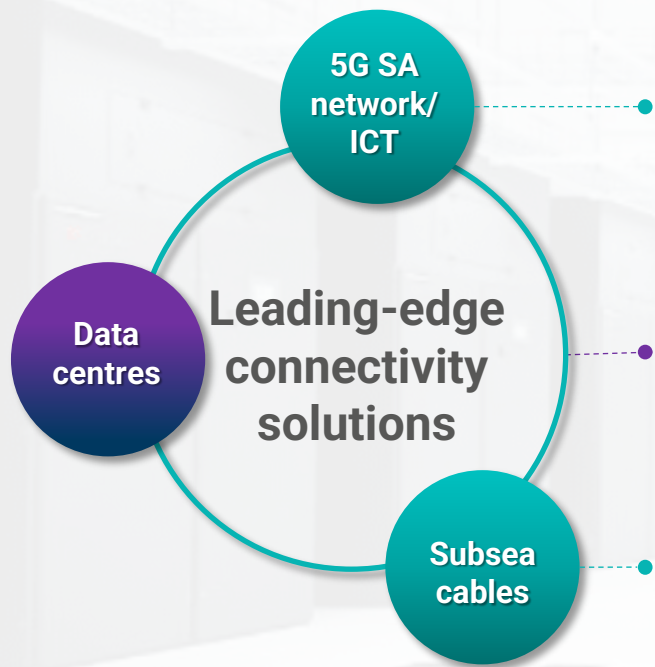 5G SA
network/
ICT
Data
centres
Leading-edge
connectivity
solutions
Subsea
cables